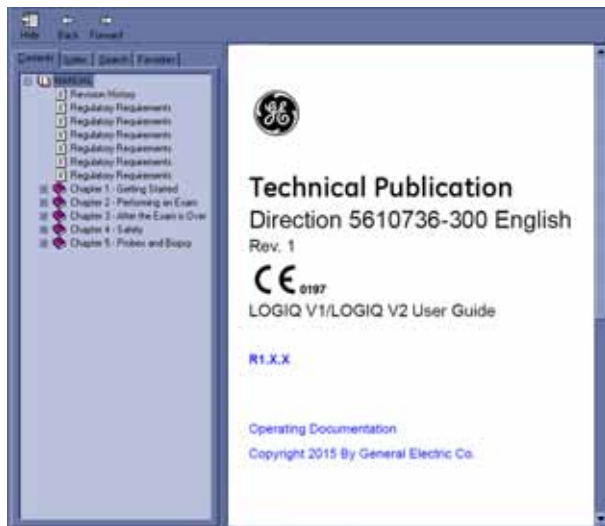 Hide Back Forward
Contents Index Search Favorites
MANUAL
Revision History
Regulatory Requirements
Regulatory Requirements
Regulatory Requirements
Regulatory Requirements
Regulatory Requirements
Regulatory Requirements
Chapter 1 - Getting Started
Chapter 2 - Performing an Exam
Chapter 3 - After the Exam is Over
Chapter 4 - Safety
Chapter 5 - Probes and Biopsy
GE
Technical Publication
Direction 5610736-300 English
Rev. 1
CE 0197
LOGIQ V1/LOGIQ V2 User Guide
R1.X.X
Operating Documentation
Copyright 2015 By General Electric Co.